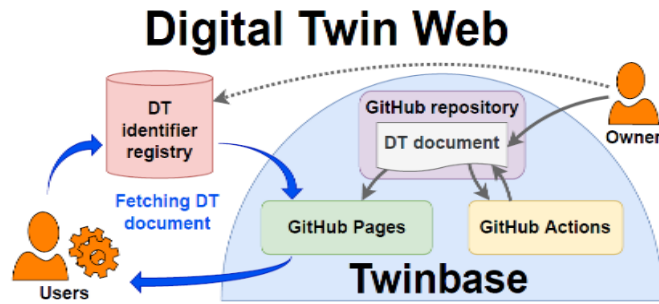 Digital Twin Web
DT
identifier
registry
GitHub repository
DT document
Owner
Fetching DT
document
GitHub Pages
GitHub Actions
Users
Twinbase